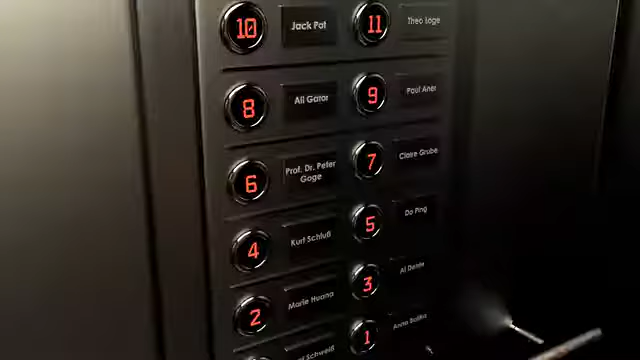 10 Jack Pot 11 Theo Loge
8 Ali Gator 9 Paul Aner
6 Prof. Dr. Peter
Goge 7 Claire Grube
4 Kurt Schluß 5 Do Ping
2 Marie Huana 3 Al Dente
Schweiß 1 Anna Bolika